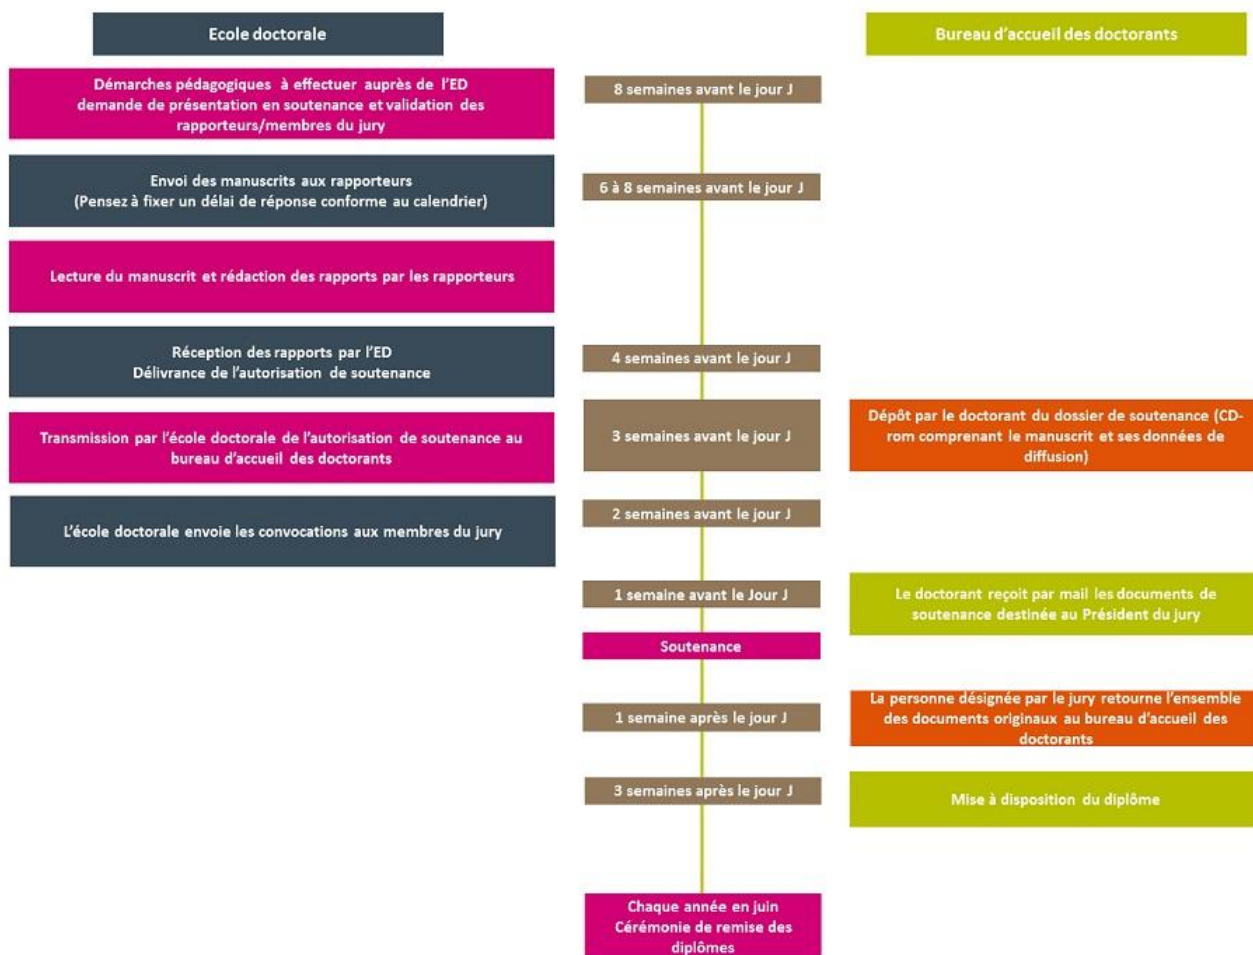 Ecole doctorale
Bureau d'accueil des doctorants
Démarches pédagogiques à effectuer auprès de l'ED
demande de présentation en soutenance et validation des
rapporteurs/membres du jury
8 semaines avant le jour J
Envoi des manuscrits aux rapporteurs
(Pensez à fixer un délai de réponse conforme au calendrier)
6 à 8 semaines avant le jour J
Lecture du manuscrit et rédaction des rapports par les rapporteurs
Réception des rapports par l'ED
Délivrance de l'autorisation de soutenance
4 semaines avant le jour J
Transmission par l'école doctorale de l'autorisation de soutenance au
bureau d'accueil des doctorants
3 semaines avant le jour J
Dépôt par le doctorant du dossier de soutenance (CD-
rom comprenant le manuscrit et ses données de
diffusion)
L'école doctorale envoie les convocations aux membres du jury
2 semaines avant le jour J
1 semaine avant le Jour J
Le doctorant reçoit par mail les documents de
soutenance destinée au Président du jury
Soutenance
1 semaine après le jour J
La personne désignée par le jury retourne l'ensemble
des documents originaux au bureau d'accueil des
doctorants
3 semaines après le jour J
Mise à disposition du diplôme
Chaque année en juin
Cérémonie de remise des
diplômes